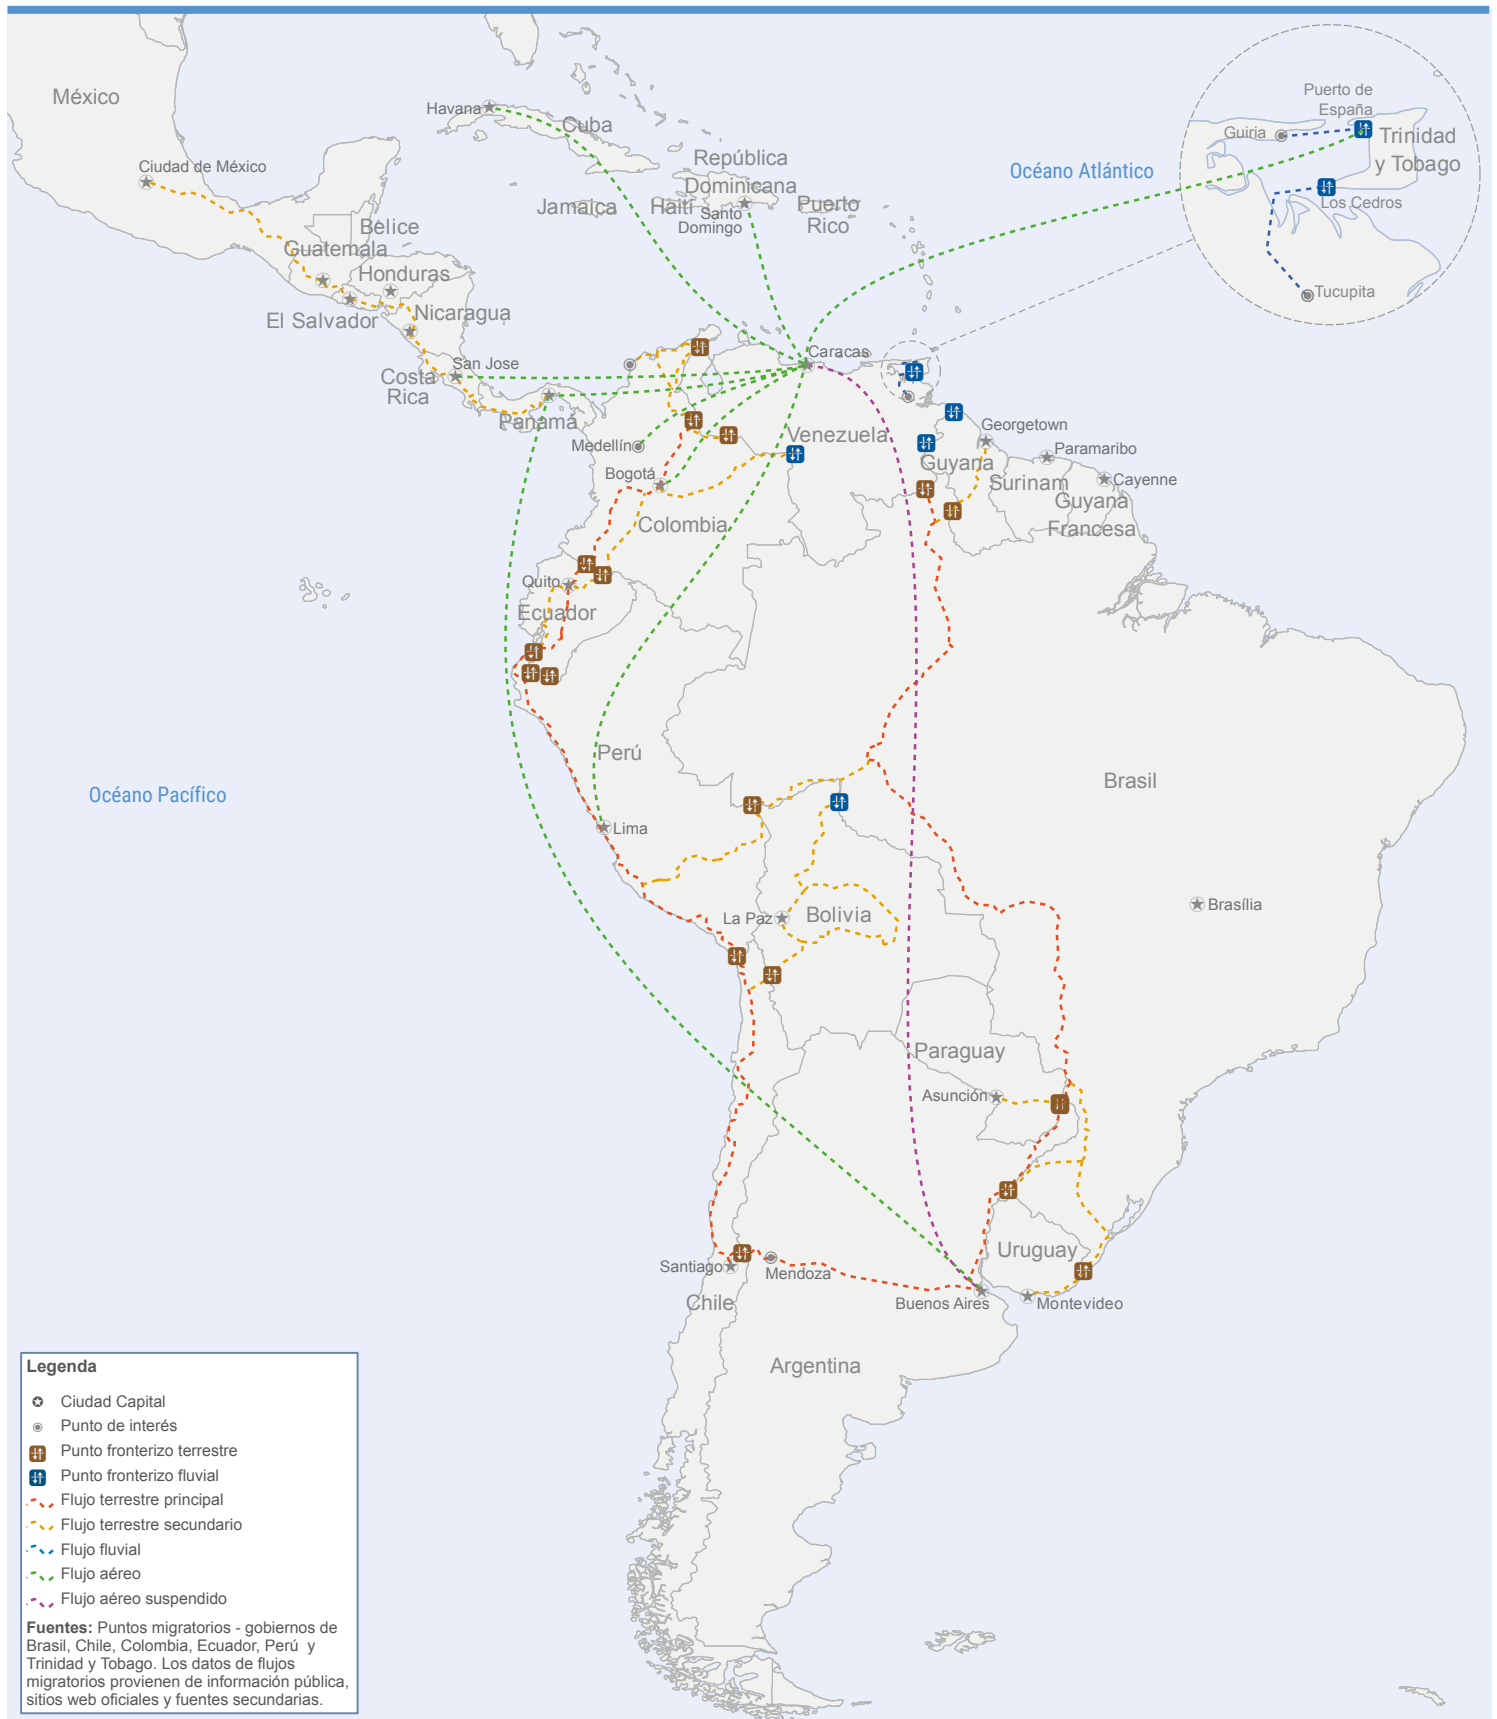 México
Ciudad de México
Havana
Cuba
República
Dominicana
Jamaica
Haiti
Santo
Domingo
Puerto
Rico
Océano Atlántico
Puerto de
España
Guiria
Trinidad
y Tobago
Los Cedros
Tucupita
Bélice
Guatemala
Honduras
El Salvador
Nicaragua
San Jose
Costa
Rica
Panamá
Caracas
Medellín
Venezuela
Georgetown
Paramaribo
Bogotá
Guyana
Surinam
Cayenne
Guyana
Francesa
Colombia
Quito
Ecuador
Perú
Brasil
Océano Pacífico
Lima
La Paz
Bolivia
Brasília
Paraguay
Asunción
Uruguay
Santiago
Mendoza
Chile
Buenos Aires
Montevideo
Argentina
Legenda
Ciudad Capital
Punto de interés
Punto fronterizo terrestre
Punto fronterizo fluvial
Flujo terrestre principal
Flujo terrestre secundario
Flujo fluvial
Flujo aéreo
Flujo aéreo suspendido
Fuentes: Puntos migratorios - gobiernos de
Brasil, Chile, Colombia, Ecuador, Perú y
Trinidad y Tobago. Los datos de flujos
migratorios provienen de información pública,
sitios web oficiales y fuentes secundarias.